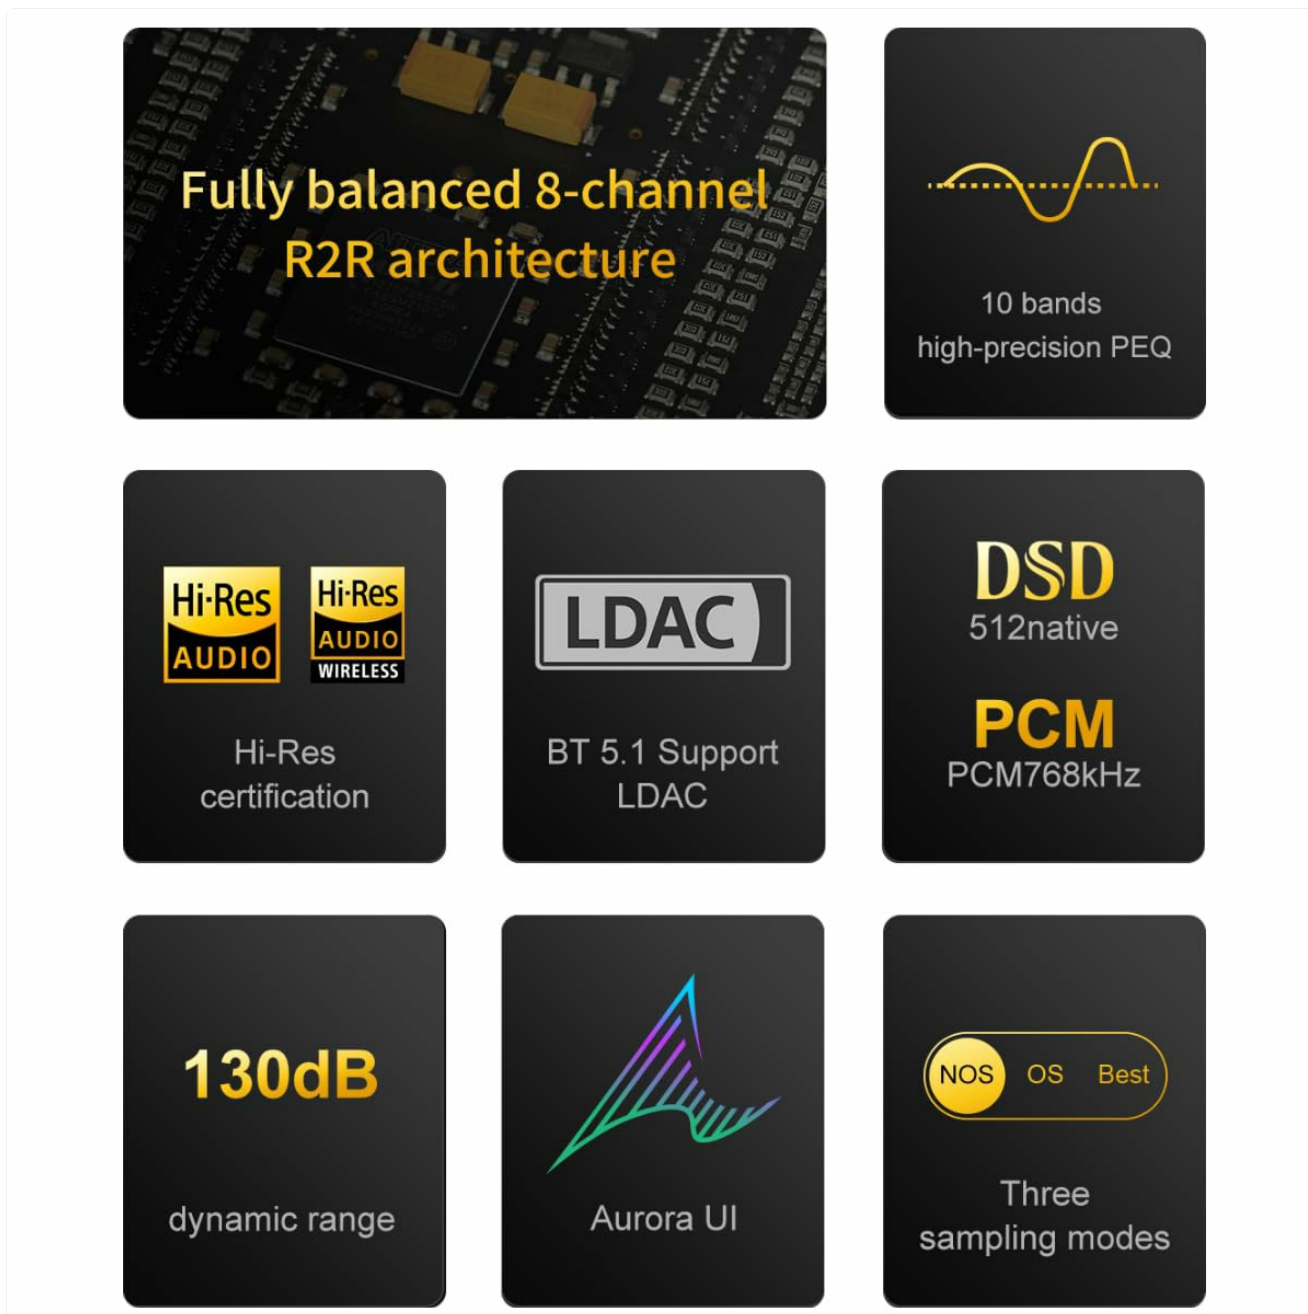 Fully balanced 8-channel
R2R architecture
10 bands
high-precision PEQ
Hi-Res
AUDIO
Hi-Res
AUDIO
WIRELESS
Hi-Res
certification
LDAC
BT 5.1 Support
LDAC
DSD
512native
PCM
PCM768kHz
130dB
dynamic range
Aurora UI
NOS OS Best
Three
sampling modes